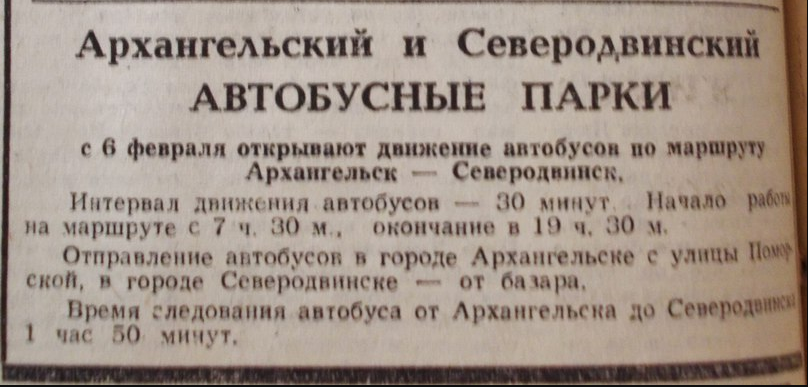 Архангельский и Северодвинский
АВТОБУСНЫЕ ПАРКИ
с 6 февраля открывают движение автобусов по маршруту
Архангельск — Северодвинск.
Интервал движения автобусов — 30 минут. Начало работы
на маршруте с 7 ч. 30 м., окончание в 19 ч. 30 м.
Отправление автобусов в городе Архангельске с улицы Помор-
ской, в городе Северодвинске — от базара.
Время следования автобуса от Архангельска до Северодвинска
1 час 50 минут.